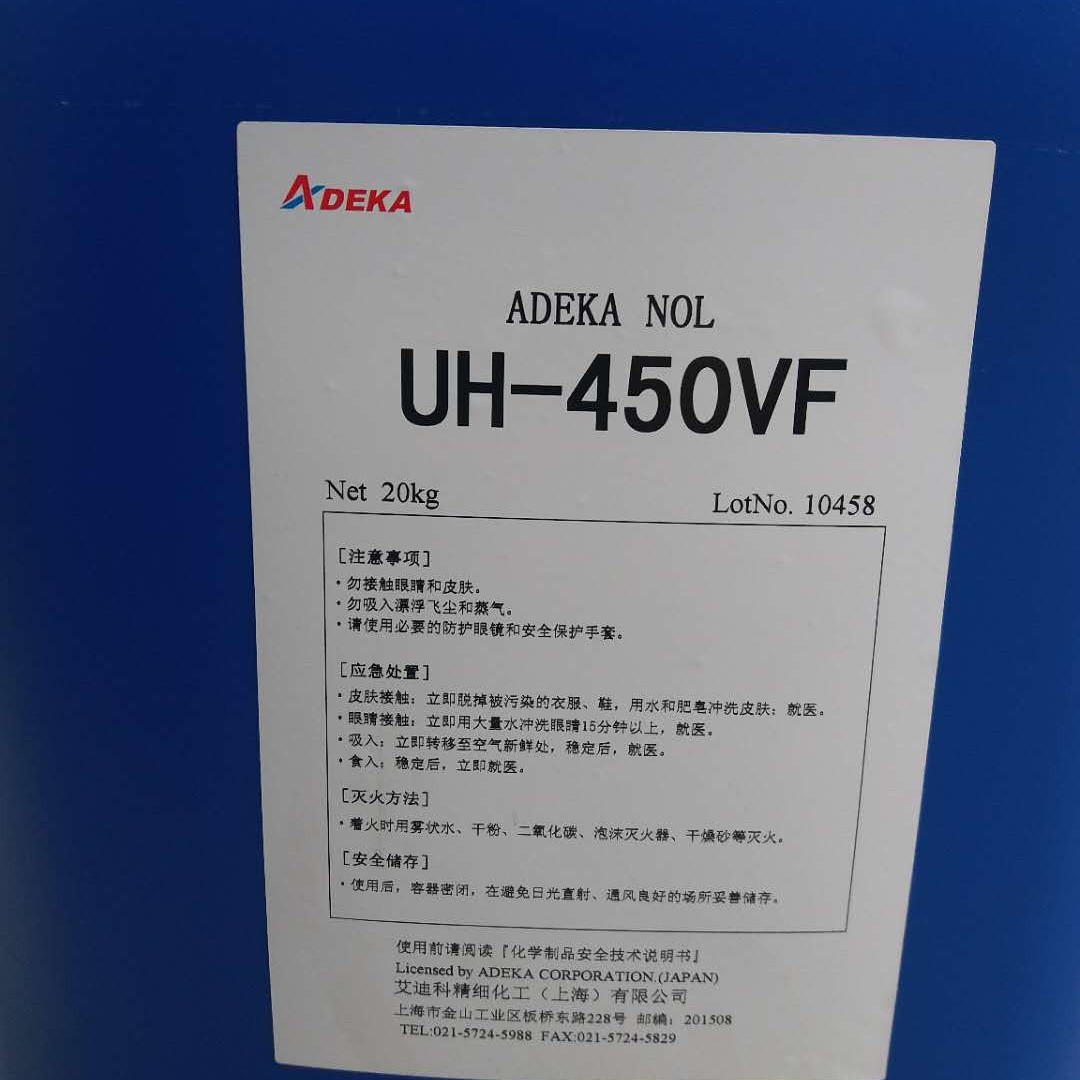 ADEKA
ADEKA NOL
UH-450VF
Net 20kg LotNo. 10458
[注意事项]
·勿接触眼睛和皮肤。
·勿吸入漂浮飞尘和蒸气。
·请使用必要的防护眼镜和安全保护手套。
[应急处置]
·皮肤接触：立即脱掉被污染的衣服、鞋，用水和肥皂冲洗皮肤；就医。
·眼睛接触：立即用大量水冲洗眼睛15分钟以上，就医。
·吸入：立即转移至空气新鲜处，稳定后，就医。
·食入：稳定后，立即就医。
[灭火方法]
·着火时用雾状水、干粉、二氧化碳、泡沫灭火器、干燥砂等灭火。
[安全储存]
·使用后，容器密闭，在避免日光直射、通风良好的场所妥善储存。
使用前请阅读『化学制品安全技术说明书』
Licensed by ADEKA CORPORATION.(JAPAN)
艾迪科精细化工（上海）有限公司
上海市金山工业区板桥东路228号 邮编：201508
TEL:021-5724-5988 FAX:021-5724-5829